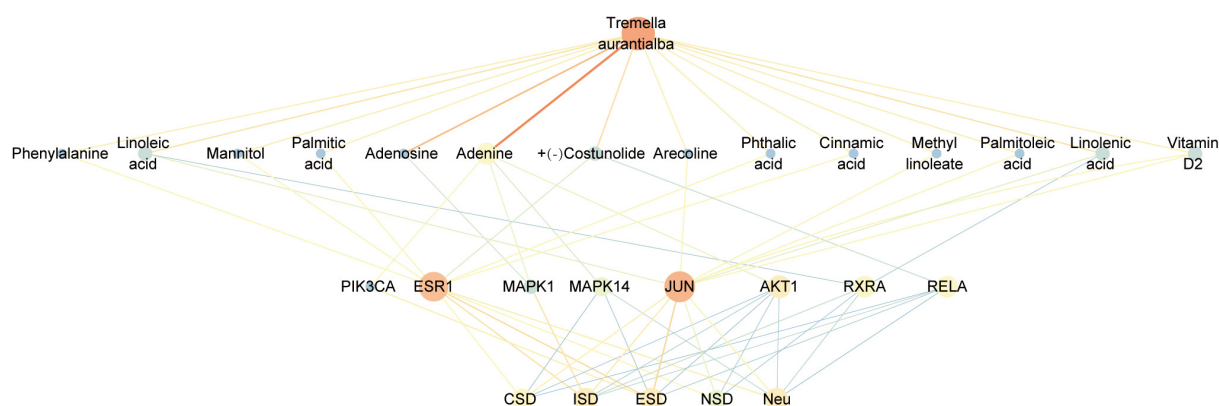 Tremella
aurantialba
Phenylalanine
Linoleic
acid
Mannitol
Palmitic
acid
Adenosine
Adenine
+(-)Costunolide
Arecoline
Phthalic
acid
Cinnamic
acid
Methyl
linoleate
Palmitoleic
acid
Linolenic
acid
Vitamin
D2
PIK3CA
ESR1
MAPK1
MAPK14
JUN
AKT1
RXRA
RELA
CSD
ISD
ESD
NSD
Neu